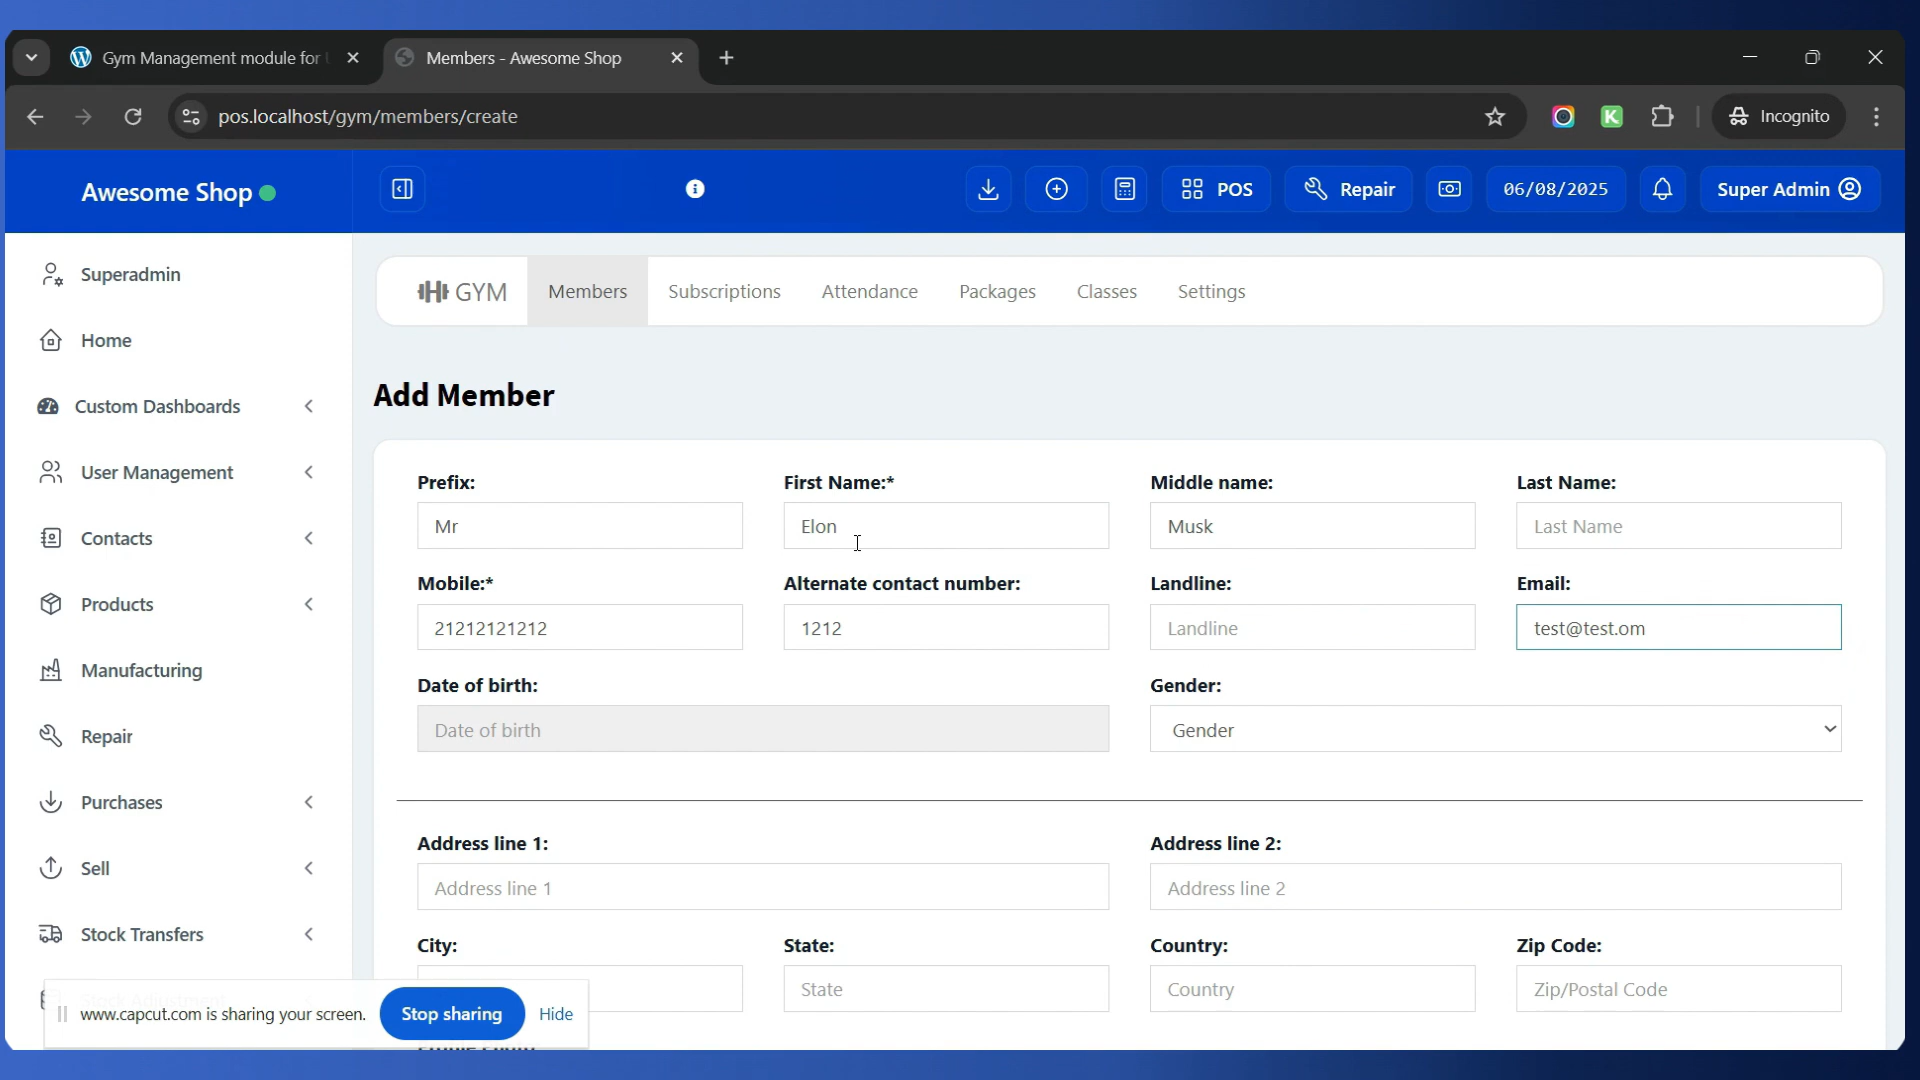 Gym Management module for
Members - Awesome Shop
pos.localhost/gym/members/create
Incognito
Awesome Shop
POS
Repair
06/08/2025
Super Admin
Superadmin
Home
Custom Dashboards
User Management
Contacts
Products
Manufacturing
Repair
Purchases
Sell
Stock Transfers
GYM
Members
Subscriptions
Attendance
Packages
Classes
Settings
Add Member
Prefix:
First Name:*
Middle name:
Last Name:
Mr
Elon
Musk
Last Name
Mobile:*
Alternate contact number:
Landline:
Email:
21212121212
1212
Landline
test@test.om
Date of birth:
Gender:
Date of birth
Gender
Address line 1:
Address line 2:
Address line 1
Address line 2
City:
State:
Country:
Zip Code:
State
Country
Zip/Postal Code
www.capcut.com is sharing your screen.
Stop sharing
Hide